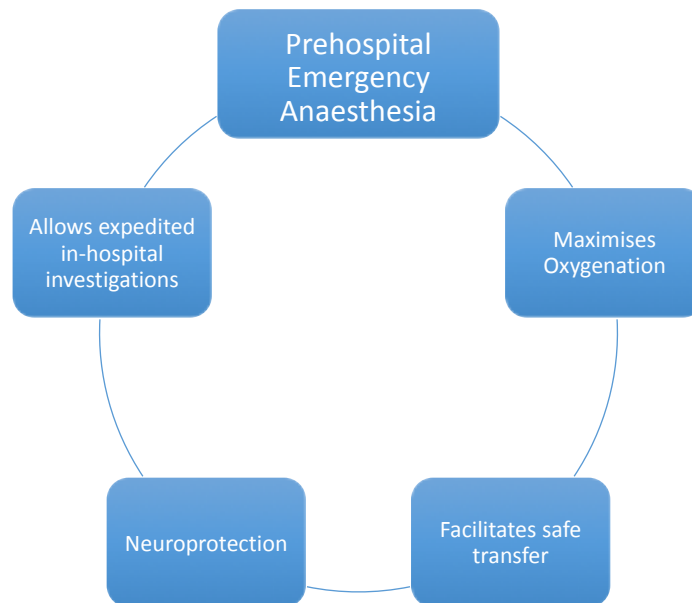 Prehospital
Emergency
Anaesthesia
Maximises
Oxygenation
Facilitates safe
transfer
Neuroprotection
Allows expedited
in-hospital
investigations